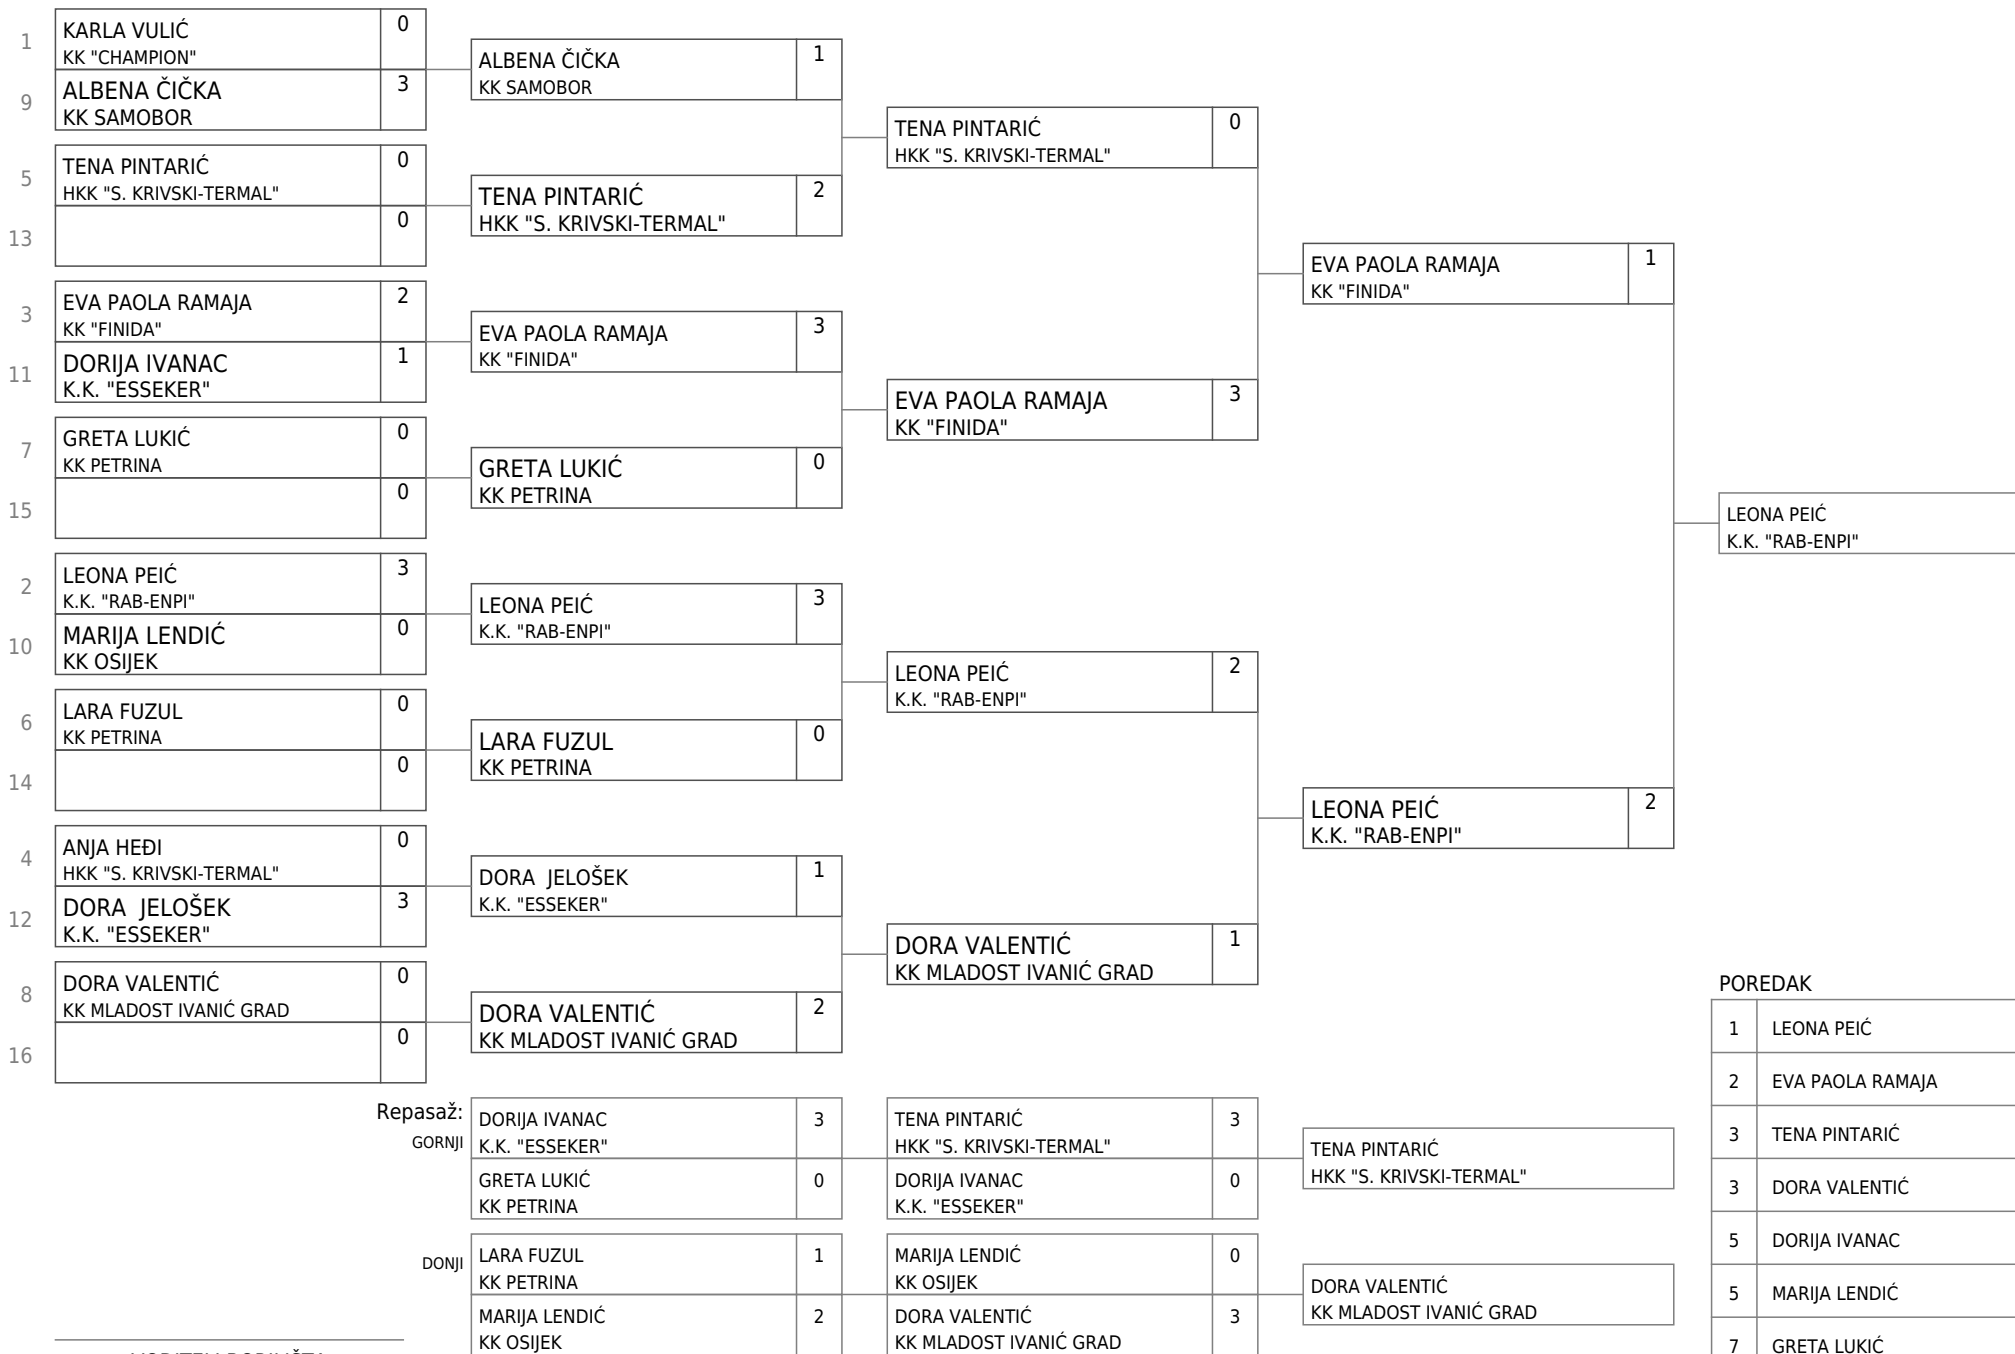 1
KARLA VULIĆ
KK "CHAMPION"
0
9
ALBENA ČIČKA
KK SAMOBOR
3
5
TENA PINTARIĆ
HKK "S. KRIVSKI-TERMAL"
0
13
0
3
EVA PAOLA RAMAJA
KK "FINIDA"
2
11
DORIJA IVANAC
K.K. "ESSEKER"
1
7
GRETA LUKIĆ
KK PETRINA
0
15
0
2
LEONA PEIĆ
K.K. "RAB-ENPI"
3
10
MARIJA LENDIĆ
KK OSIJEK
0
6
LARA FUZUL
KK PETRINA
0
14
0
4
ANJA HEĐI
HKK "S. KRIVSKI-TERMAL"
0
12
DORA  JELOŠEK
K.K. "ESSEKER"
3
8
DORA VALENTIĆ
KK MLADOST IVANIĆ GRAD
0
16
0
ALBENA ČIČKA
KK SAMOBOR
1
TENA PINTARIĆ
HKK "S. KRIVSKI-TERMAL"
2
EVA PAOLA RAMAJA
KK "FINIDA"
3
GRETA LUKIĆ
KK PETRINA
0
LEONA PEIĆ
K.K. "RAB-ENPI"
3
LARA FUZUL
KK PETRINA
0
DORA  JELOŠEK
K.K. "ESSEKER"
1
DORA VALENTIĆ
KK MLADOST IVANIĆ GRAD
2
TENA PINTARIĆ
HKK "S. KRIVSKI-TERMAL"
0
EVA PAOLA RAMAJA
KK "FINIDA"
3
LEONA PEIĆ
K.K. "RAB-ENPI"
2
DORA VALENTIĆ
KK MLADOST IVANIĆ GRAD
1
EVA PAOLA RAMAJA
KK "FINIDA"
1
LEONA PEIĆ
K.K. "RAB-ENPI"
2
LEONA PEIĆ
K.K. "RAB-ENPI"
Repasaž:
GORNJI
DORIJA IVANAC
K.K. "ESSEKER"
3
GRETA LUKIĆ
KK PETRINA
0
TENA PINTARIĆ
HKK "S. KRIVSKI-TERMAL"
3
DORIJA IVANAC
K.K. "ESSEKER"
0
TENA PINTARIĆ
HKK "S. KRIVSKI-TERMAL"
DONJI
LARA FUZUL
KK PETRINA
1
MARIJA LENDIĆ
KK OSIJEK
2
MARIJA LENDIĆ
KK OSIJEK
0
DORA VALENTIĆ
KK MLADOST IVANIĆ GRAD
3
DORA VALENTIĆ
KK MLADOST IVANIĆ GRAD
POREDAK
1 LEONA PEIĆ
2 EVA PAOLA RAMAJA
3 TENA PINTARIĆ
3 DORA VALENTIĆ
5 DORIJA IVANAC
5 MARIJA LENDIĆ
7 GRETA LUKIĆ